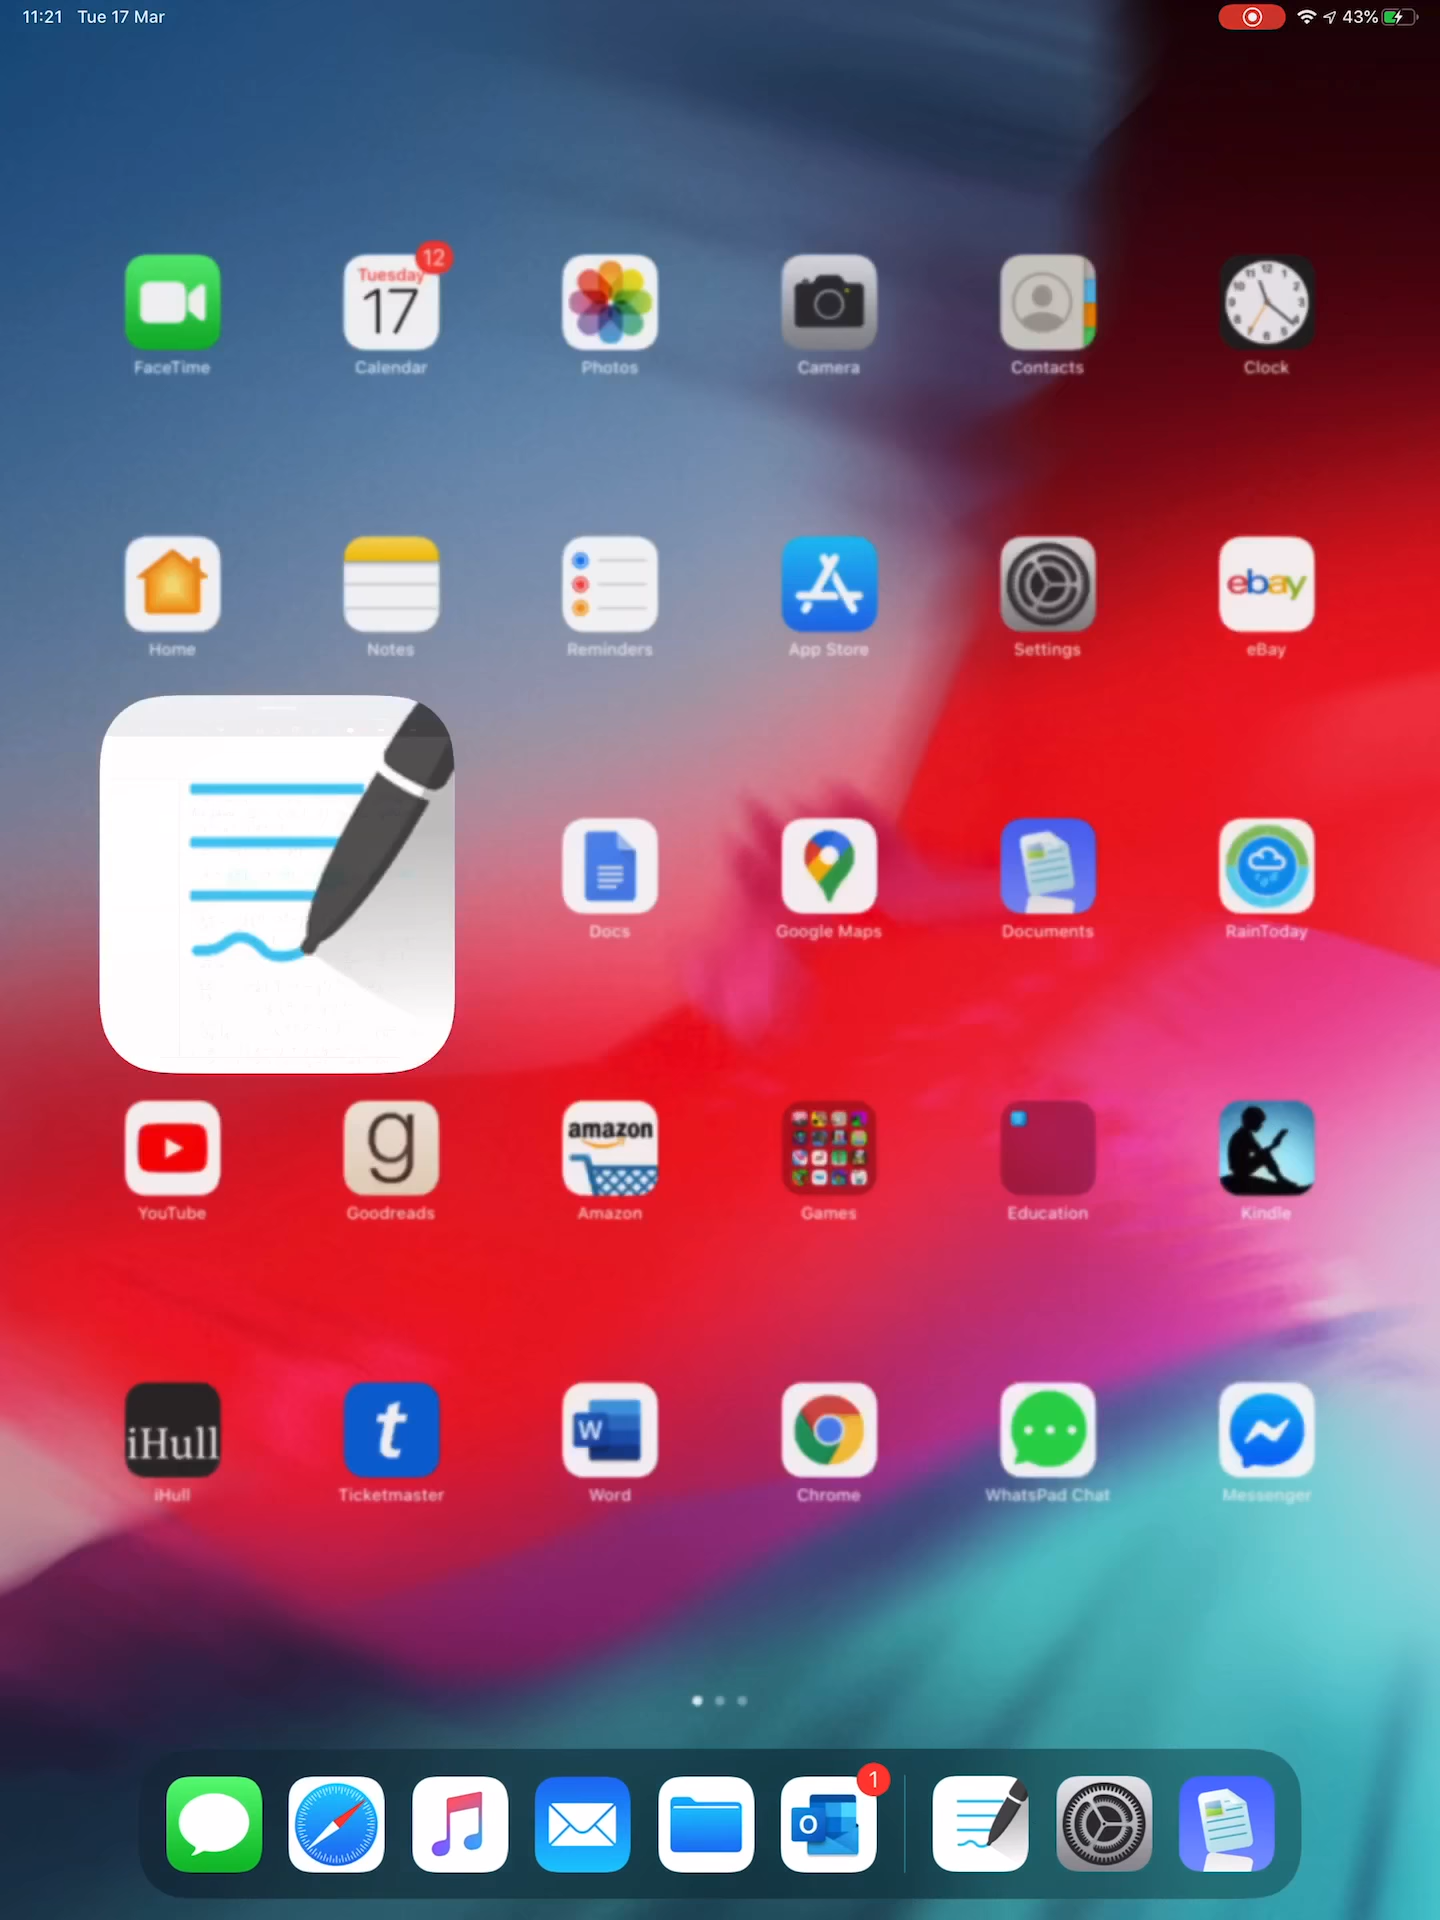 11:21 Tue 17 Mar 43%
12
Tuesday
17
FaceTime Calendar Photos Camera Contacts Clock
ebay
Home Notes Reminders App Store Settings eBay
Docs Google Maps Documents RainToday
g amazon
YouTube Goodreads Amazon Games Education Kindle
iHull t W
iHull Ticketmaster Word Chrome WhatsPad Chat Messenger
1
O